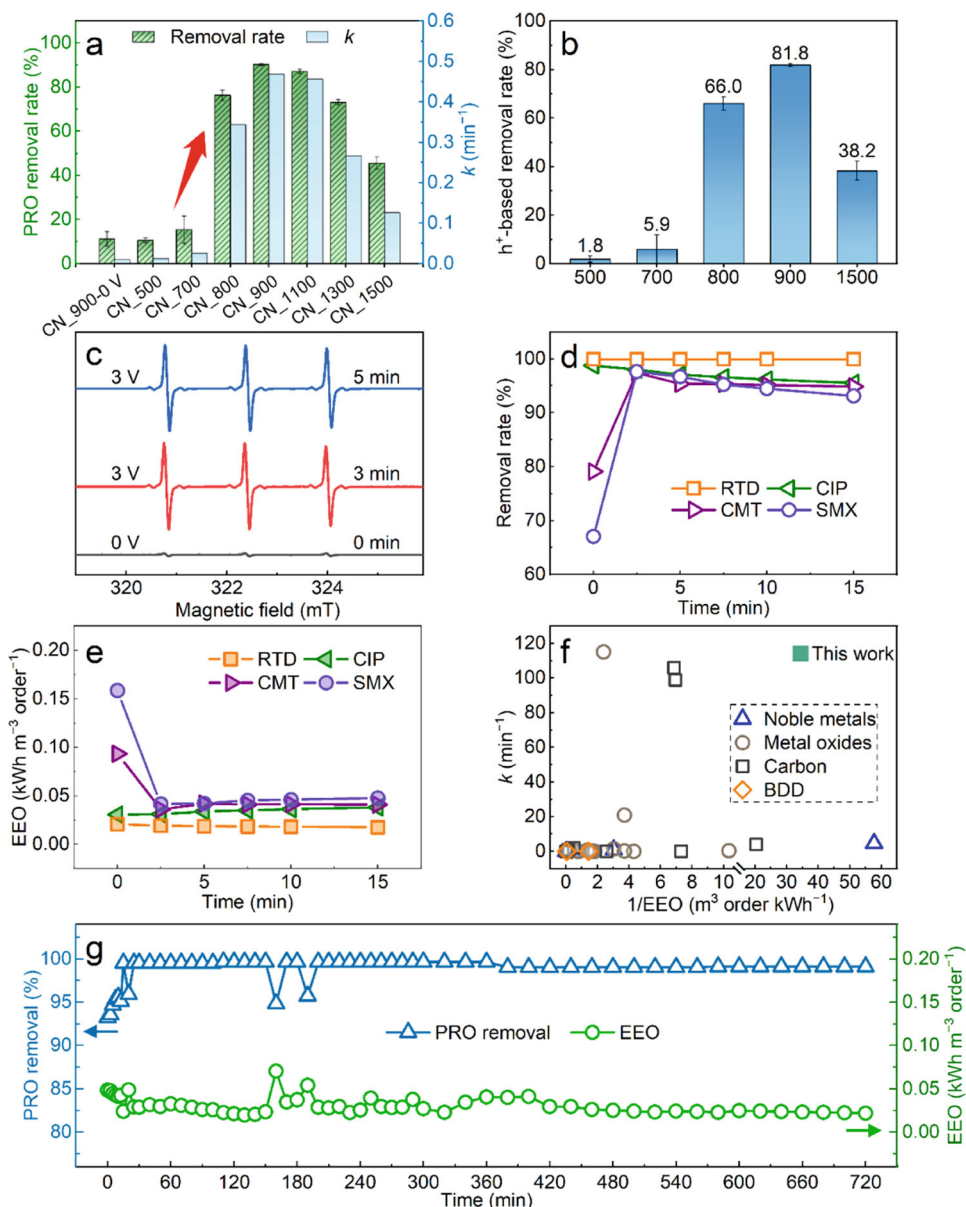 a
Removal rate
k
PRO removal rate (%)
100
80
60
40
20
0
0.6
0.5
0.4
0.3
0.2
0.1
0.0
k (min⁻¹)
CN_900-0 V
CN_500
CN_700
CN_800
CN_900
CN_1100
CN_1300
CN_1500
b
h⁺-based removal rate (%)
100
80
60
40
20
0
1.8
5.9
66.0
81.8
38.2
500 700 800 900 1500
c
3 V 5 min
3 V 3 min
0 V 0 min
320 322 324
Magnetic field (mT)
d
Removal rate (%)
100
90
80
70
60
RTD CIP
CMT SMX
0 5 10 15
Time (min)
e
EEO (kWh m⁻³ order⁻¹)
0.20
0.15
0.10
0.05
0.00
RTD CIP
CMT SMX
0 5 10 15
Time (min)
f
This work
k (min⁻¹)
120
100
80
60
40
20
0
Noble metals
Metal oxides
Carbon
BDD
0 2 4 6 8 10 20 30 40 50 60
1/EEO (m³ order kWh⁻¹)
g
PRO removal (%)
100
95
90
85
80
PRO removal
EEO
0.20
0.15
0.10
0.05
0.00
EEO (kWh m⁻³ order⁻¹)
0 60 120 180 240 300 360 420 480 540 600 660 720
Time (min)